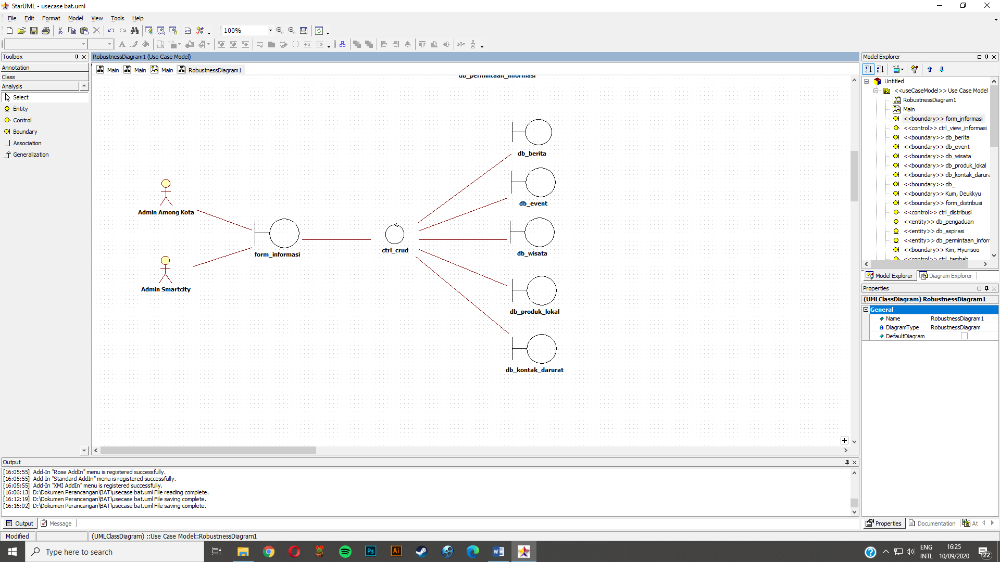 StarUML - usecase bat.uml
File Edit Format Model View Tools Help
100%
Toolbox
Annotation
Class
Analysis
Select
Entity
Control
Boundary
Association
Generalization
RobustnessDiagram1 (Use Case Model)
Main Main Main RobustnessDiagram1
db_permintaan_informasi
db_berita
db_event
Admin Among Kota
form_informasi
ctrl_crud
db_wisata
Admin Smartcity
db_produk_lokal
db_kontak_darurat
Model Explorer
Untitled
<<useCaseModel>> Use Case Model
RobustnessDiagram1
Main
<<boundary>> form_informasi
<<control>> ctrl_view_informasi
<<boundary>> db_berita
<<boundary>> db_event
<<boundary>> db_wisata
<<boundary>> db_produk_lokal
<<boundary>> db_kontak_darura
<<boundary>> db_
<<boundary>> Kum, Deukkyu
<<boundary>> form_distribusi
<<control>> ctrl_distribusi
<<entity>> db_pengaduan
<<entity>> db_aspirasi
<<entity>> db_permintaan_infor
<<boundary>> Kim, Hyunsoo
<<control>> ctrl_tambah
Model Explorer Diagram Explorer
Properties
(UMLClassDiagram) RobustnessDiagram1
General
Name RobustnessDiagram1
DiagramType RobustnessDiagram
DefaultDiagram
Properties Documentation At
Output
[16:05:55] Add-In "Rose AddIn" menu is registered successfully.
[16:05:55] Add-In "Standard AddIn" menu is registered successfully.
[16:05:55] Add-In "XMI AddIn" menu is registered successfully.
[16:06:13] D:\Dokumen Perancangan\BAT\usecase bat.uml File reading complete.
[16:12:19] D:\Dokumen Perancangan\BAT\usecase bat.uml File saving complete.
[16:16:02] D:\Dokumen Perancangan\BAT\usecase bat.uml File saving complete.
Output Message
Modified (UMLClassDiagram) ::Use Case Model::RobustnessDiagram1
Type here to search
Ps
Ai
ENG
INTL
16:25
10/09/2020
22